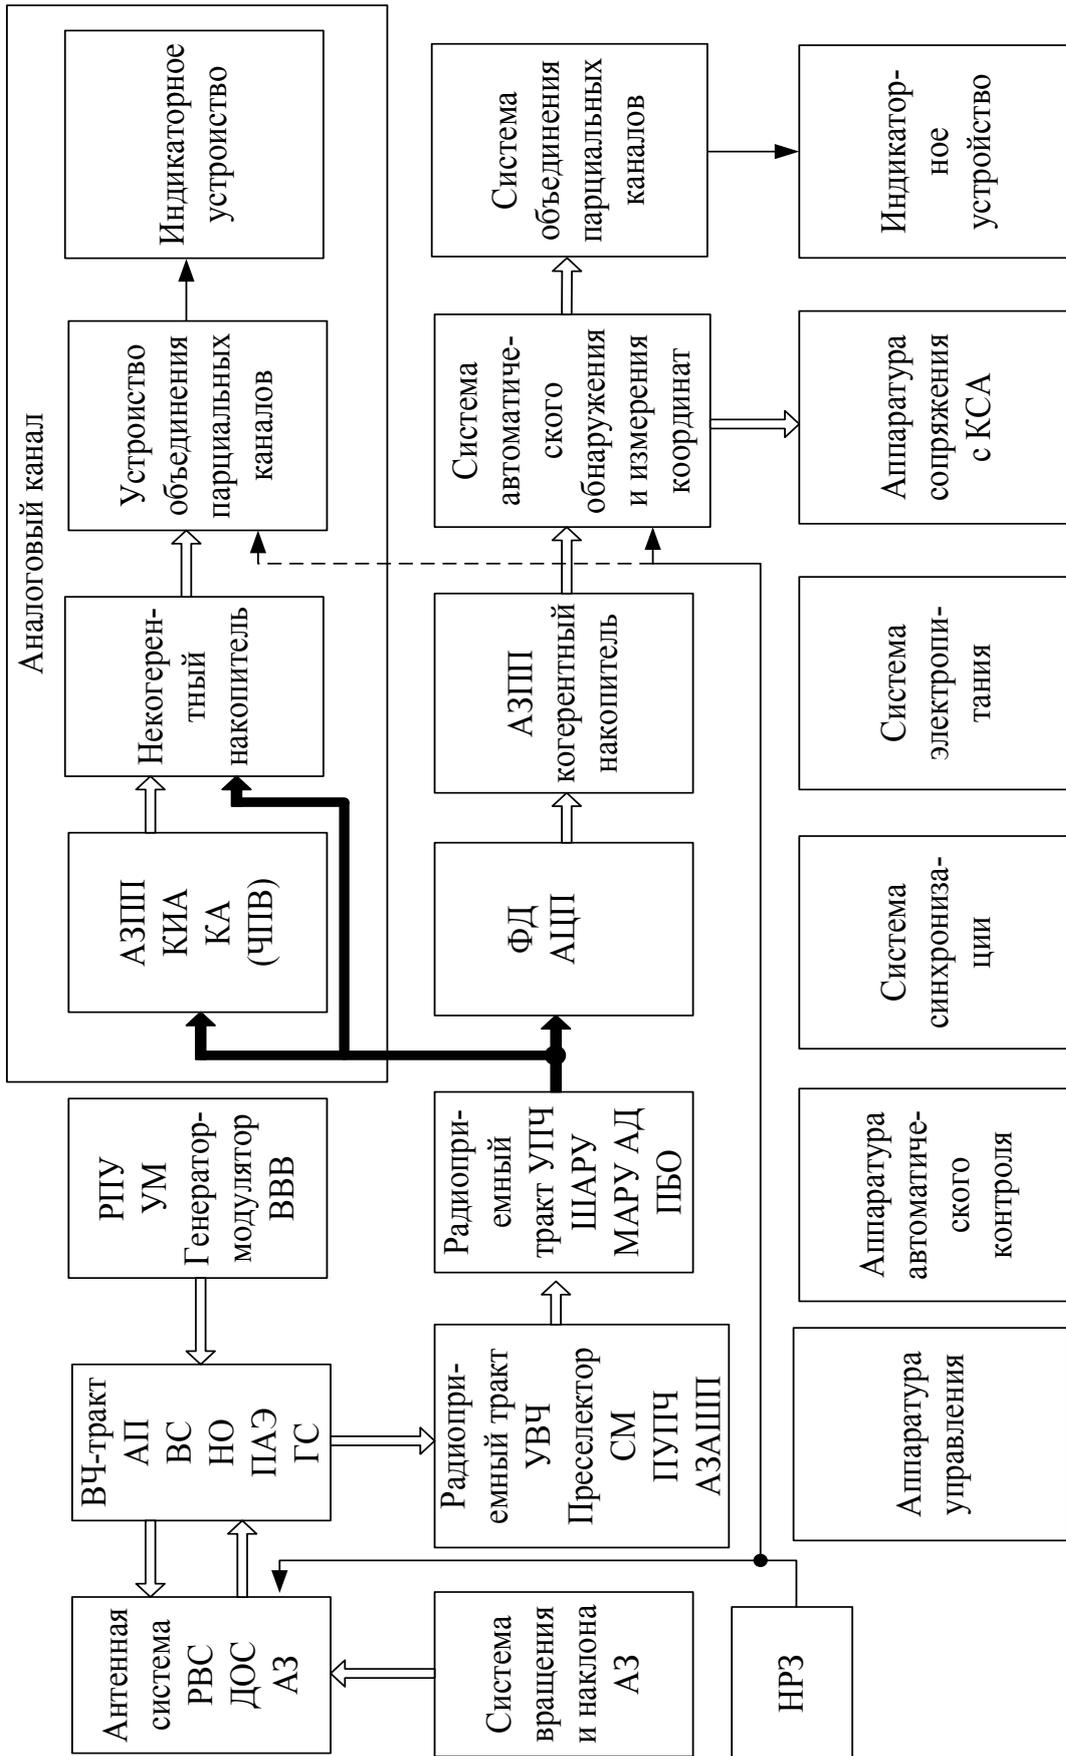 Аналоговый канал
Антенная
система
РВС
ДОС
АЗ
ВЧ-тракт
АП
ВС
НО
ПАЭ
ГС
РПУ
УМ
Генератор-
модулятор
ВВВ
АЗПП
КИА
КА
(ЧПВ)
Некогерен-
тный
накопитель
Устроиство
объединения
парциальных
каналов
Индикаторное
устроиство
Система
вращения
и наклона
АЗ
Радиопри-
емный тракт
УВЧ
Преселектор
СМ
ПУПЧ
АЗАШП
Радиопри-
емный
тракт УПЧ
ШАРУ
МАРУ АД
ПБО
ФД
АЦП
АЗПП
когерентный
накопитель
Система
автоматиче-
ского
обнаружения
и измерения
координат
Система
объединения
парциальных
каналов
НРЗ
Аппаратура
управления
Аппаратура
автоматиче-
ского
контроля
Система
синхрониза-
ции
Система
электропи-
тания
Аппаратура
сопряжения
с КСА
Индикатор-
ное
устройство